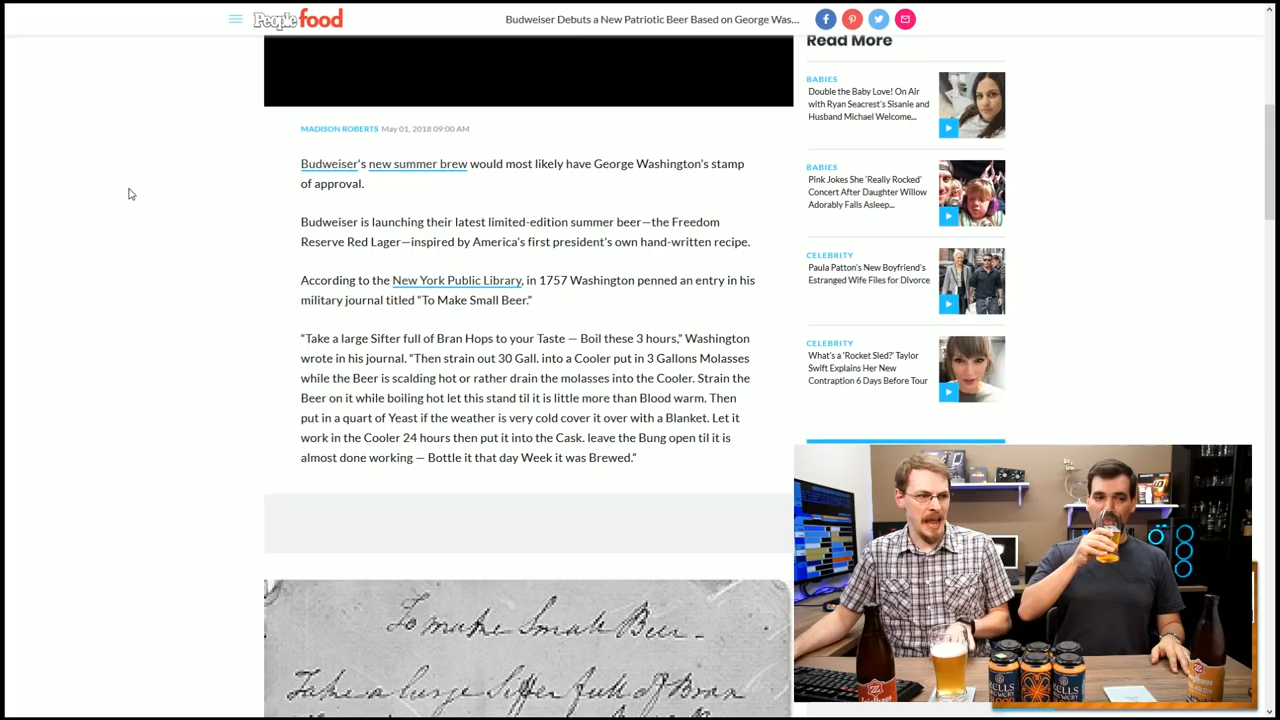 People food
Budweiser Debuts a New Patriotic Beer Based on George Was...
Read More
BABIES
Double the Baby Love! On Air
with Ryan Seacrest's Sisanie and
Husband Michael Welcome...
BABIES
Pink Jokes She 'Really Rocked'
Concert After Daughter Willow
Adorably Falls Asleep...
CELEBRITY
Paula Patton's New Boyfriend's
Estranged Wife Files for Divorce
CELEBRITY
What's a 'Rocket Sled?' Taylor
Swift Explains Her New
Contraption 6 Days Before Tour
MADISON ROBERTS May 01, 2018 09:00 AM
Budweiser's new summer brew would most likely have George Washington's stamp
of approval.
Budweiser is launching their latest limited-edition summer beer—the Freedom
Reserve Red Lager—inspired by America's first president's own hand-written recipe.
According to the New York Public Library, in 1757 Washington penned an entry in his
military journal titled “To Make Small Beer.”
“Take a large Sifter full of Bran Hops to your Taste — Boil these 3 hours,” Washington
wrote in his journal. “Then strain out 30 Gall. into a Cooler put in 3 Gallons Molasses
while the Beer is scalding hot or rather drain the molasses into the Cooler. Strain the
Beer on it while boiling hot let this stand til it is little more than Blood warm. Then
put in a quart of Yeast if the weather is very cold cover it over with a Blanket. Let it
work in the Cooler 24 hours then put it into the Cask. leave the Bung open til it is
almost done working — Bottle it that day Week it was Brewed.”
To make Small Beer -
Take a large Sifter full of Bran